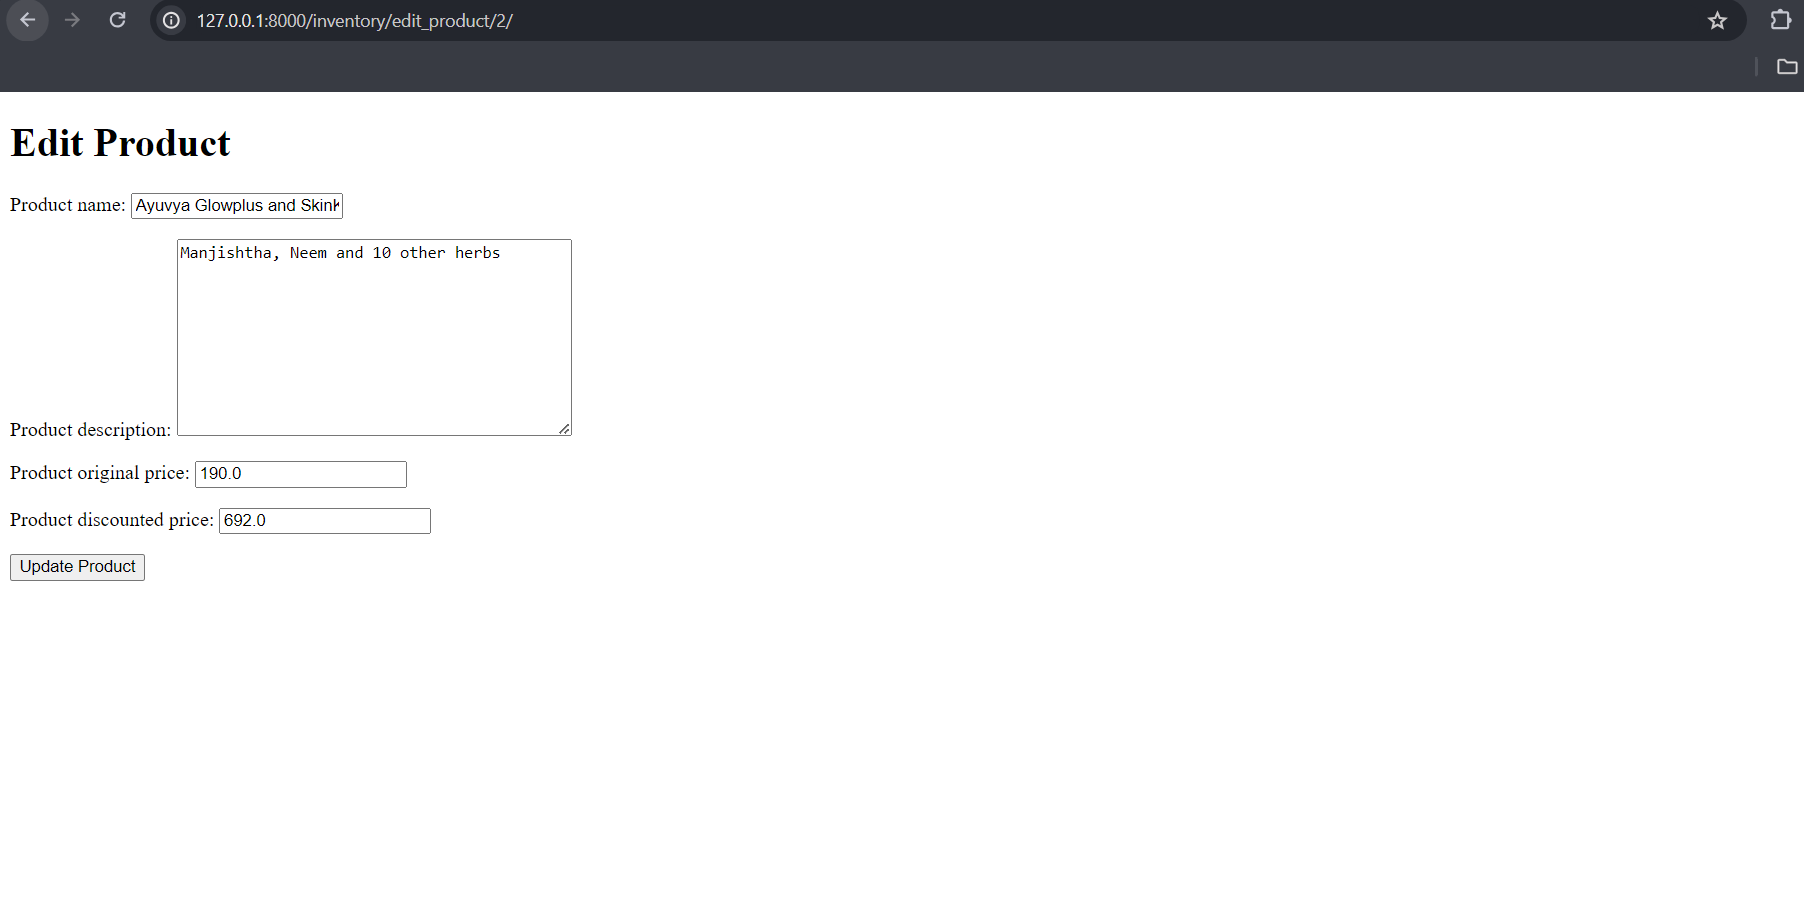 127.0.0.1:8000/inventory/edit_product/2/
Edit Product
Product name: Ayuvya Glowplus and Skin
Manjishtha, Neem and 10 other herbs
Product description:
Product original price: 190.0
Product discounted price: 692.0
Update Product